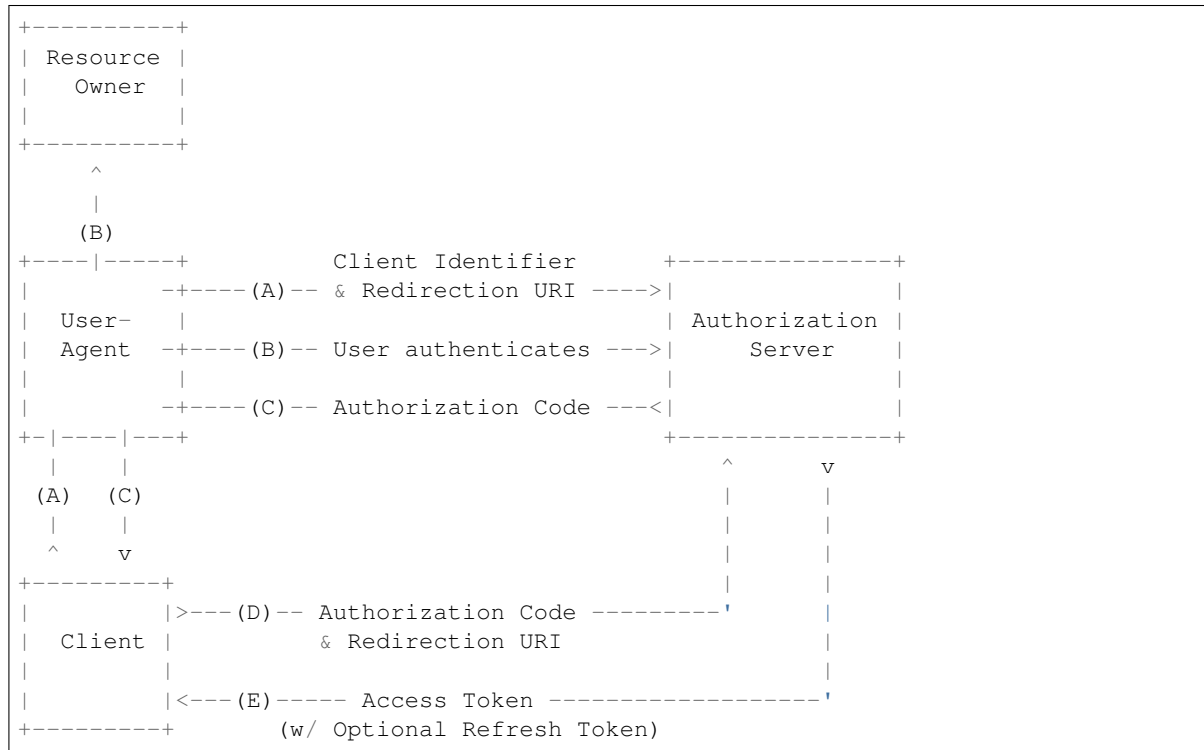 +----------+
| Resource |
|   Owner  |
|          |
+----------+
     ^
     |
    (B)
+----|-----+          Client Identifier      +---------------+
|         -+----(A)-- & Redirection URI ---->|               |
|  User-   |                                 | Authorization |
|  Agent  -+----(B)-- User authenticates --->|     Server    |
|          |                                 |               |
|         -+----(C)-- Authorization Code ---<|               |
+-|----|---+                                 +---------------+
  |    |                                         ^      v
 (A)  (C)                                        |      |
  |    |                                         |      |
  ^    v                                         |      |
+---------+                                      |      |
|         |>---(D)-- Authorization Code ---------'      |
|  Client |          & Redirection URI                  |
|         |                                             |
|         |<---(E)----- Access Token -------------------'
+---------+       (w/ Optional Refresh Token)